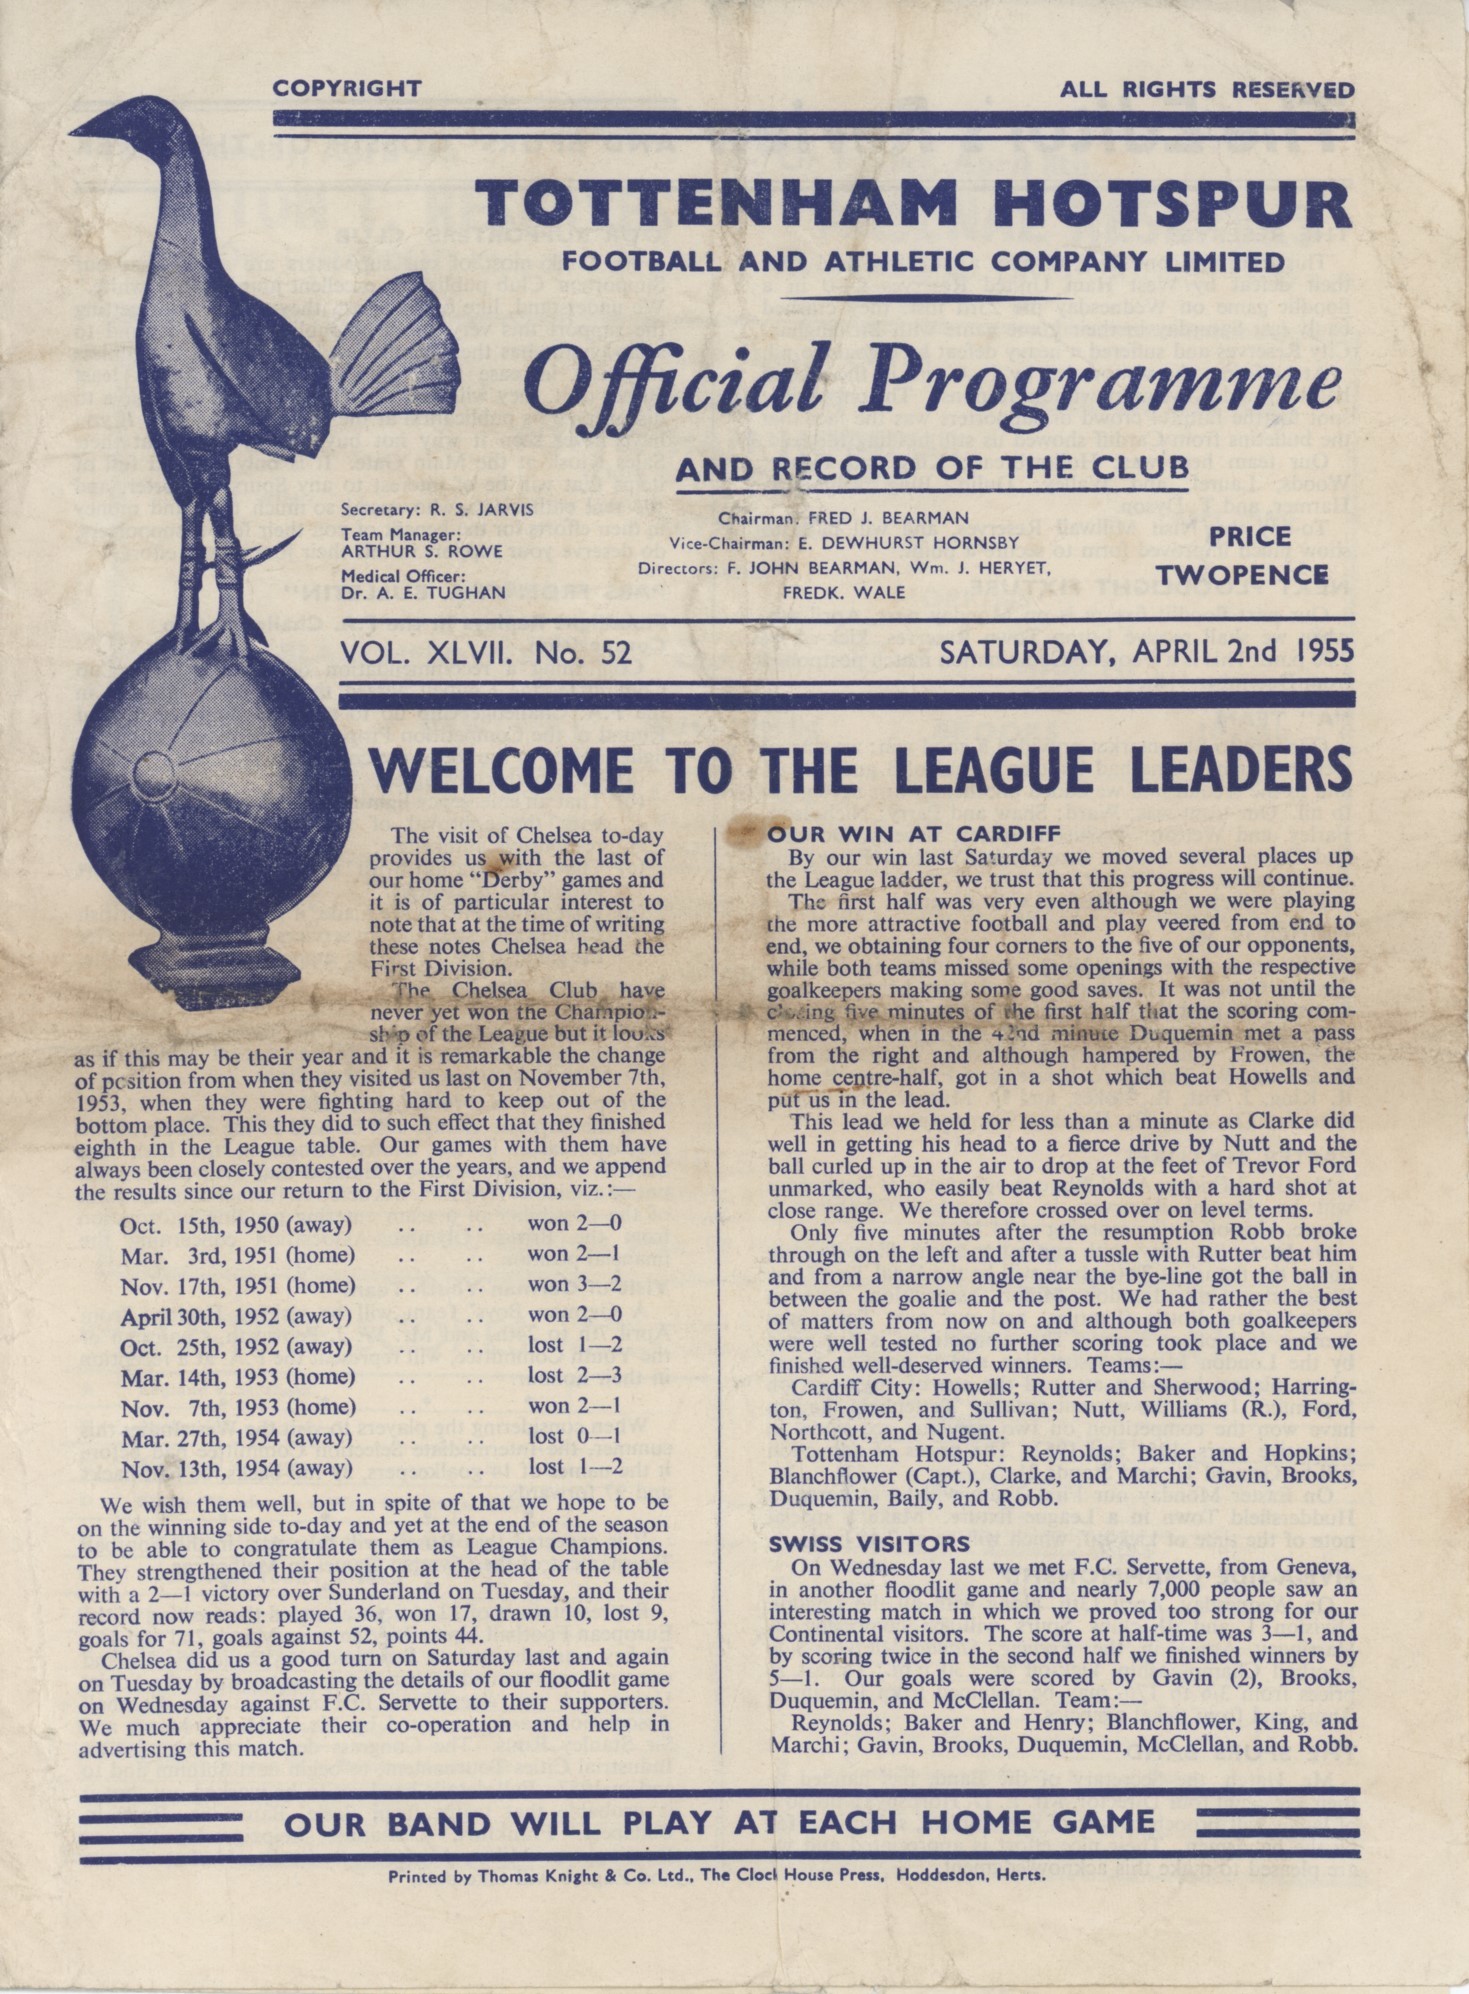 COPYRIGHT
ALL RIGHTS RESERVED
TOTTENHAM HOTSPUR
FOOTBALL AND ATHLETIC COMPANY LIMITED
Official Programme
AND RECORD OF THE CLUB
Secretary: R. S. JARVIS
Team Manager:
ARTHUR S. ROWE
Medical Officer:
Dr. A. E. TUGHAN
Chairman. FRED J. BEARMAN
Vice-Chairman: E. DEWHURST HORNSBY
Directors: F. JOHN BEARMAN, Wm. J. HERYET,
FREDK. WALE
PRICE
TWOPENCE
VOL. XLVII. No. 52
SATURDAY, APRIL 2nd 1955
WELCOME TO THE LEAGUE LEADERS
The visit of Chelsea to-day
provides us with the last of
our home “Derby” games and
it is of particular interest to
note that at the time of writing
these notes Chelsea head the
First Division.
The Chelsea Club have
never yet won the Champion-
ship of the League but it looks
as if this may be their year and it is remarkable the change
of position from when they visited us last on November 7th,
1953, when they were fighting hard to keep out of the
bottom place. This they did to such effect that they finished
eighth in the League table. Our games with them have
always been closely contested over the years, and we append
the results since our return to the First Division, viz.:—
Oct. 15th, 1950 (away) .. .. won 2—0
Mar. 3rd, 1951 (home) .. .. won 2—1
Nov. 17th, 1951 (home) .. .. won 3—2
April 30th, 1952 (away) .. .. won 2—0
Oct. 25th, 1952 (away) .. .. lost 1—2
Mar. 14th, 1953 (home) .. .. lost 2—3
Nov. 7th, 1953 (home) .. .. won 2—1
Mar. 27th, 1954 (away) .. .. lost 0—1
Nov. 13th, 1954 (away) .. .. lost 1—2
We wish them well, but in spite of that we hope to be
on the winning side to-day and yet at the end of the season
to be able to congratulate them as League Champions.
They strengthened their position at the head of the table
with a 2—1 victory over Sunderland on Tuesday, and their
record now reads: played 36, won 17, drawn 10, lost 9,
goals for 71, goals against 52, points 44.
Chelsea did us a good turn on Saturday last and again
on Tuesday by broadcasting the details of our floodlit game
on Wednesday against F.C. Servette to their supporters.
We much appreciate their co-operation and help in
advertising this match.
OUR WIN AT CARDIFF
By our win last Saturday we moved several places up
the League ladder, we trust that this progress will continue.
The first half was very even although we were playing
the more attractive football and play veered from end to
end, we obtaining four corners to the five of our opponents,
while both teams missed some openings with the respective
goalkeepers making some good saves. It was not until the
closing five minutes of the first half that the scoring com-
menced, when in the 42nd minute Duquemin met a pass
from the right and although hampered by Frowen, the
home centre-half, got in a shot which beat Howells and
put us in the lead.
This lead we held for less than a minute as Clarke did
well in getting his head to a fierce drive by Nutt and the
ball curled up in the air to drop at the feet of Trevor Ford
unmarked, who easily beat Reynolds with a hard shot at
close range. We therefore crossed over on level terms.
Only five minutes after the resumption Robb broke
through on the left and after a tussle with Rutter beat him
and from a narrow angle near the bye-line got the ball in
between the goalie and the post. We had rather the best
of matters from now on and although both goalkeepers
were well tested no further scoring took place and we
finished well-deserved winners. Teams:—
Cardiff City: Howells; Rutter and Sherwood; Harring-
ton, Frowen, and Sullivan; Nutt, Williams (R.), Ford,
Northcott, and Nugent.
Tottenham Hotspur: Reynolds; Baker and Hopkins;
Blanchflower (Capt.), Clarke, and Marchi; Gavin, Brooks,
Duquemin, Baily, and Robb.
SWISS VISITORS
On Wednesday last we met F.C. Servette, from Geneva,
in another floodlit game and nearly 7,000 people saw an
interesting match in which we proved too strong for our
Continental visitors. The score at half-time was 3—1, and
by scoring twice in the second half we finished winners by
5—1. Our goals were scored by Gavin (2), Brooks,
Duquemin, and McClellan. Team:—
Reynolds; Baker and Henry; Blanchflower, King, and
Marchi; Gavin, Brooks, Duquemin, McClellan, and Robb.
OUR BAND WILL PLAY AT EACH HOME GAME
Printed by Thomas Knight & Co. Ltd., The Clock House Press, Hoddesdon, Herts.